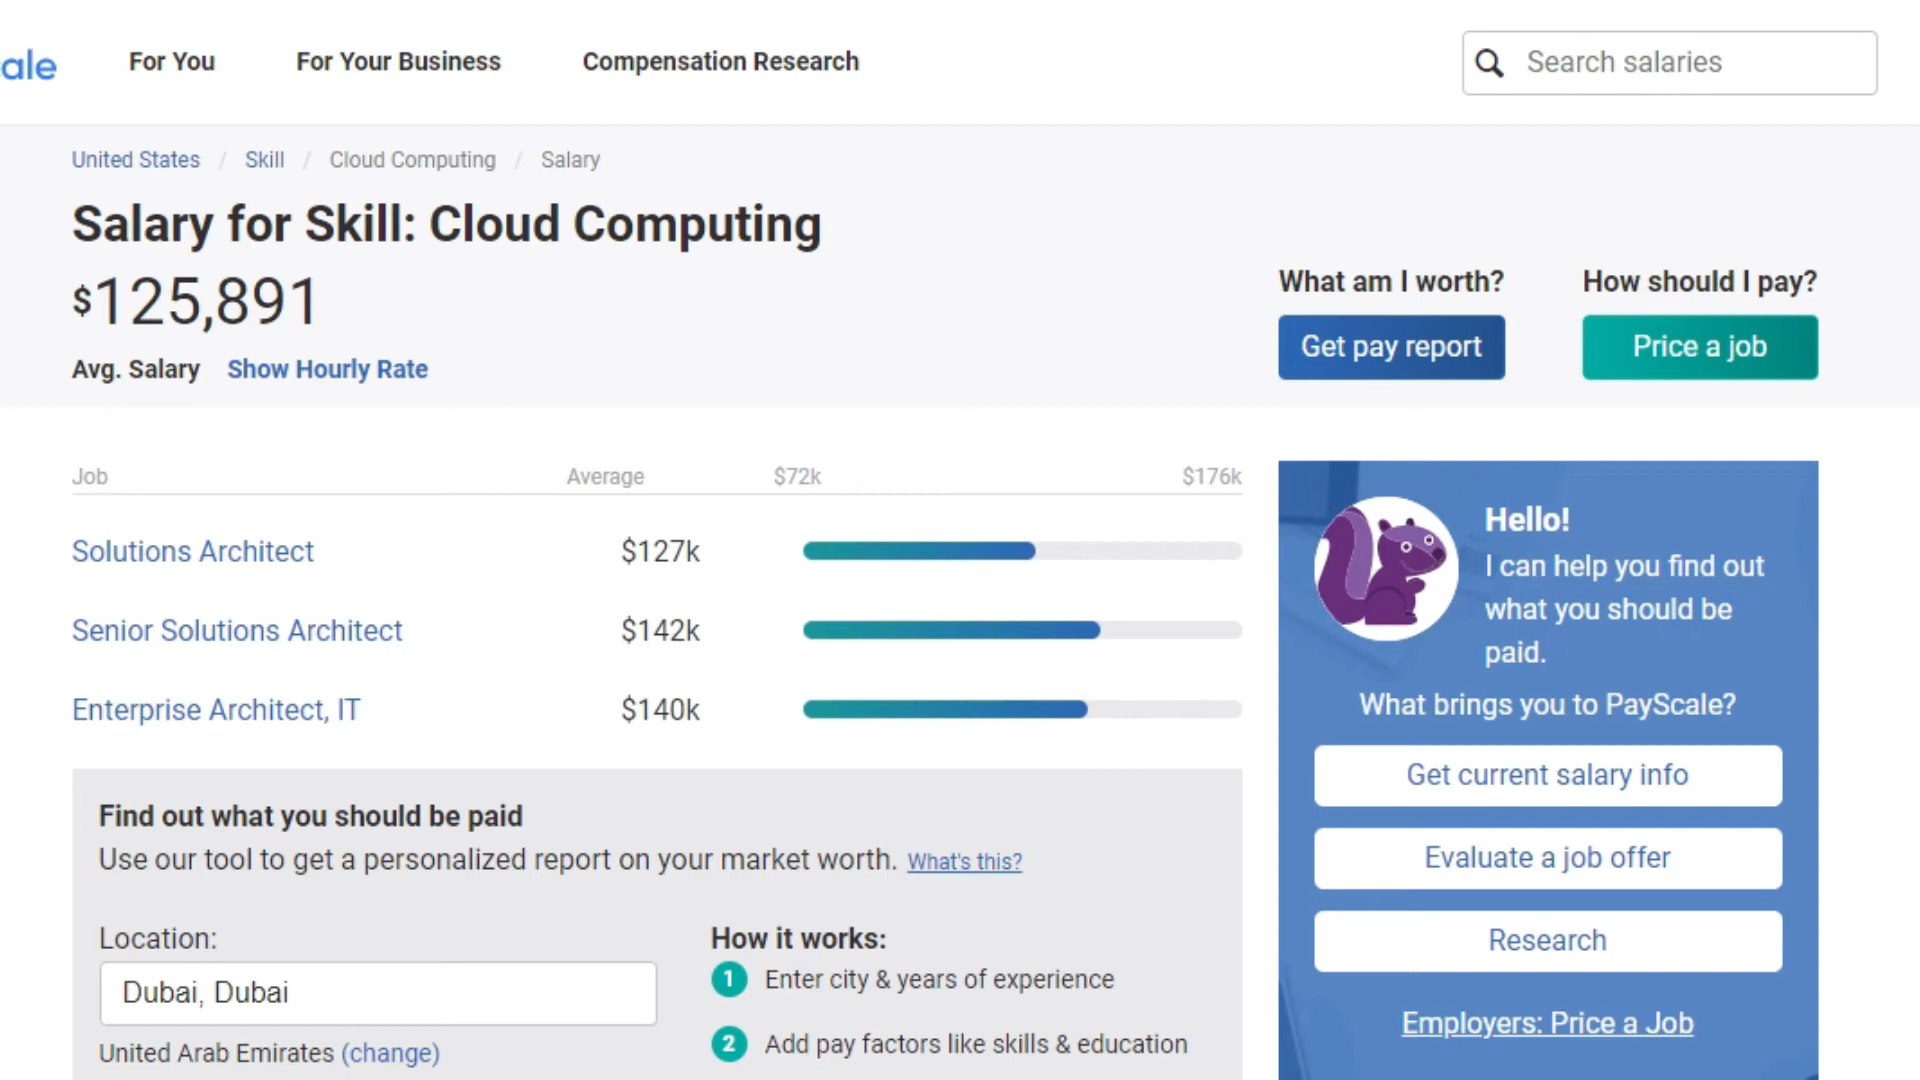 ale
For You
For Your Business
Compensation Research
Search salaries
United States / Skill / Cloud Computing / Salary
Salary for Skill: Cloud Computing
$125,891
Avg. Salary Show Hourly Rate
What am I worth?
Get pay report
How should I pay?
Price a job
Job Average $72k $176k
Solutions Architect $127k
Senior Solutions Architect $142k
Enterprise Architect, IT $140k
Find out what you should be paid
Use our tool to get a personalized report on your market worth. What's this?
Location:
Dubai, Dubai
United Arab Emirates (change)
How it works:
1 Enter city & years of experience
2 Add pay factors like skills & education
Hello!
I can help you find out
what you should be
paid.
What brings you to PayScale?
Get current salary info
Evaluate a job offer
Research
Employers: Price a Job